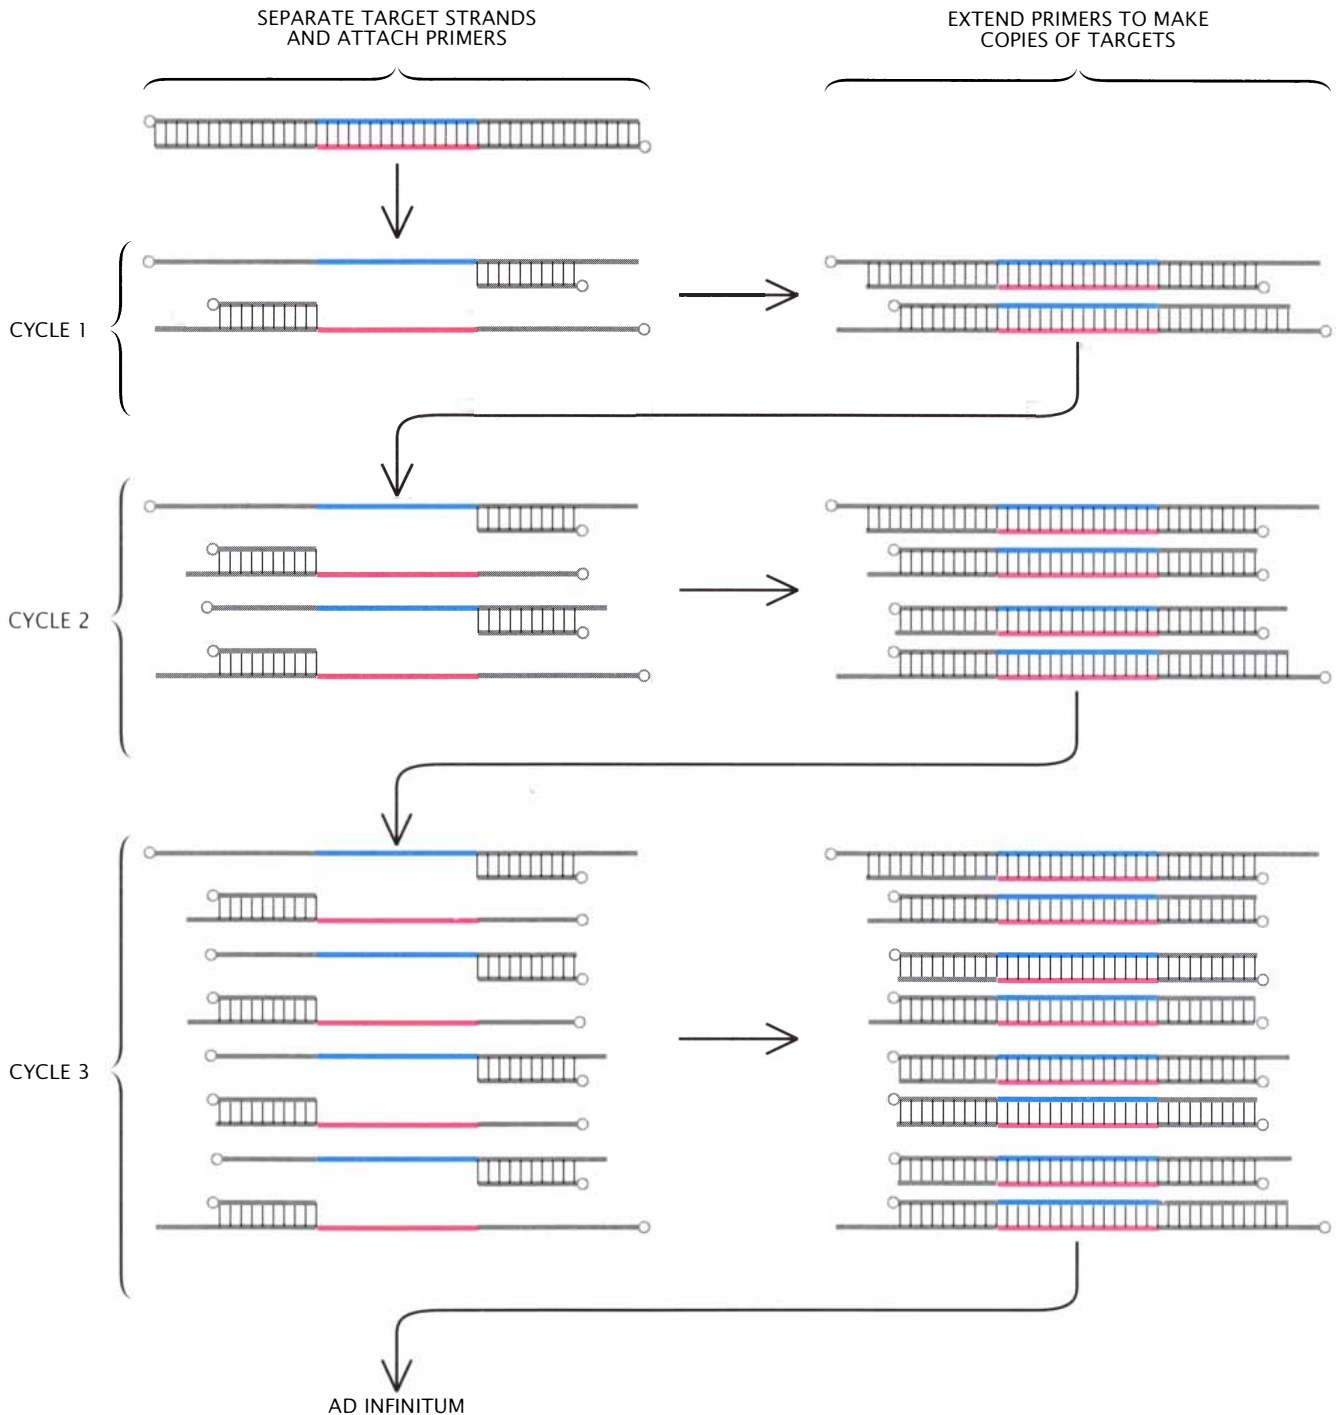 SEPARATE TARGET STRANDS
AND ATTACH PRIMERS
EXTEND PRIMERS TO MAKE
COPIES OF TARGETS
CYCLE 1
CYCLE 2
CYCLE 3
AD INFINITUM